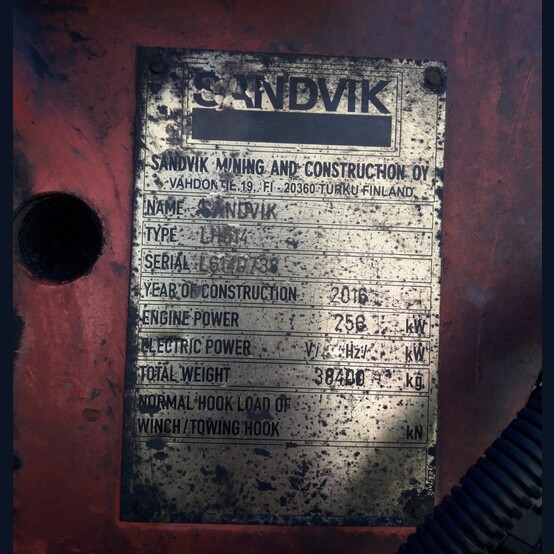 SANDVIK
SANDVIK MINING AND CONSTRUCTION OY
VAHDONTIE 19, FI - 20360 TURKU FINLAND
NAME SANDVIK
TYPE LH514
SERIAL L614D738
YEAR OF CONSTRUCTION 2016
ENGINE POWER 256 kW
ELECTRIC POWER V/ Hz/ kW
TOTAL WEIGHT 38400 kg
NORMAL HOOK LOAD OF
WINCH / TOWING HOOK kN